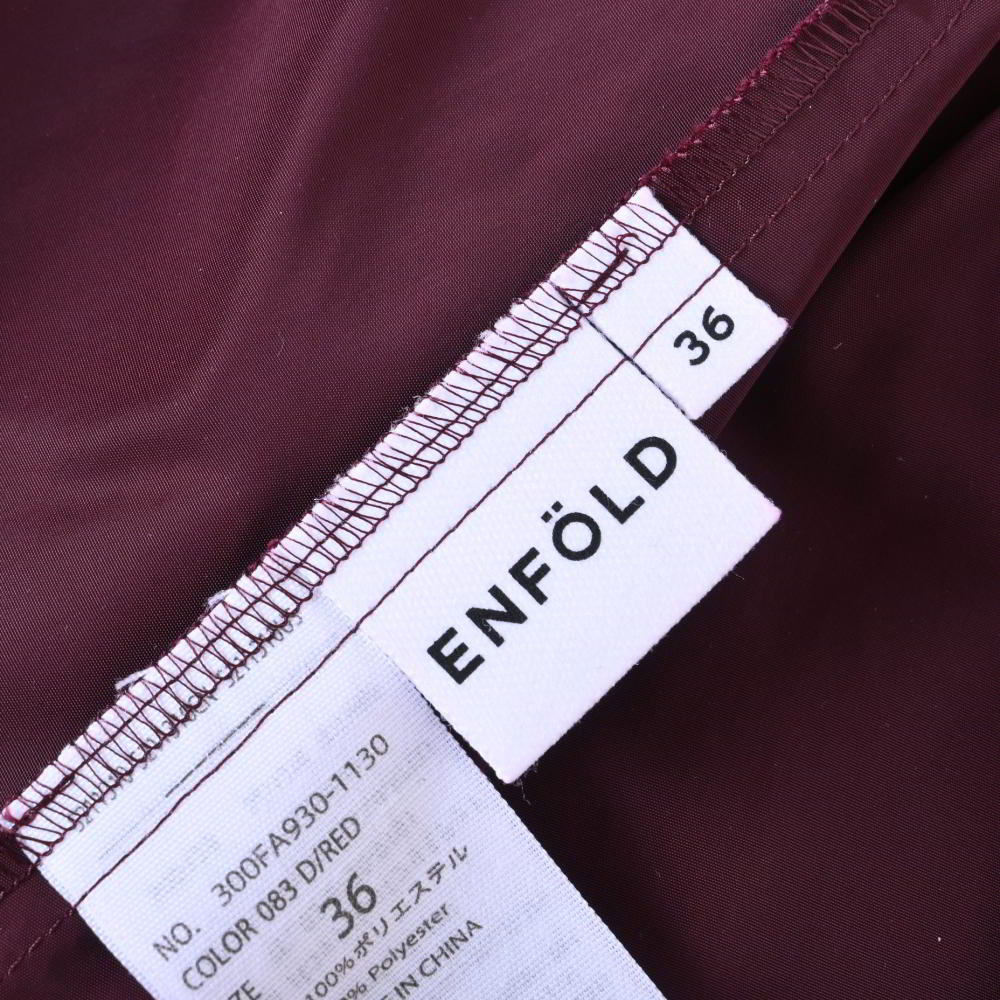 36
ENFÖLD
NO. 300FA930-1130
COLOR 083 D/RED
36
100%ポリエステル
Polyester
IN CHINA